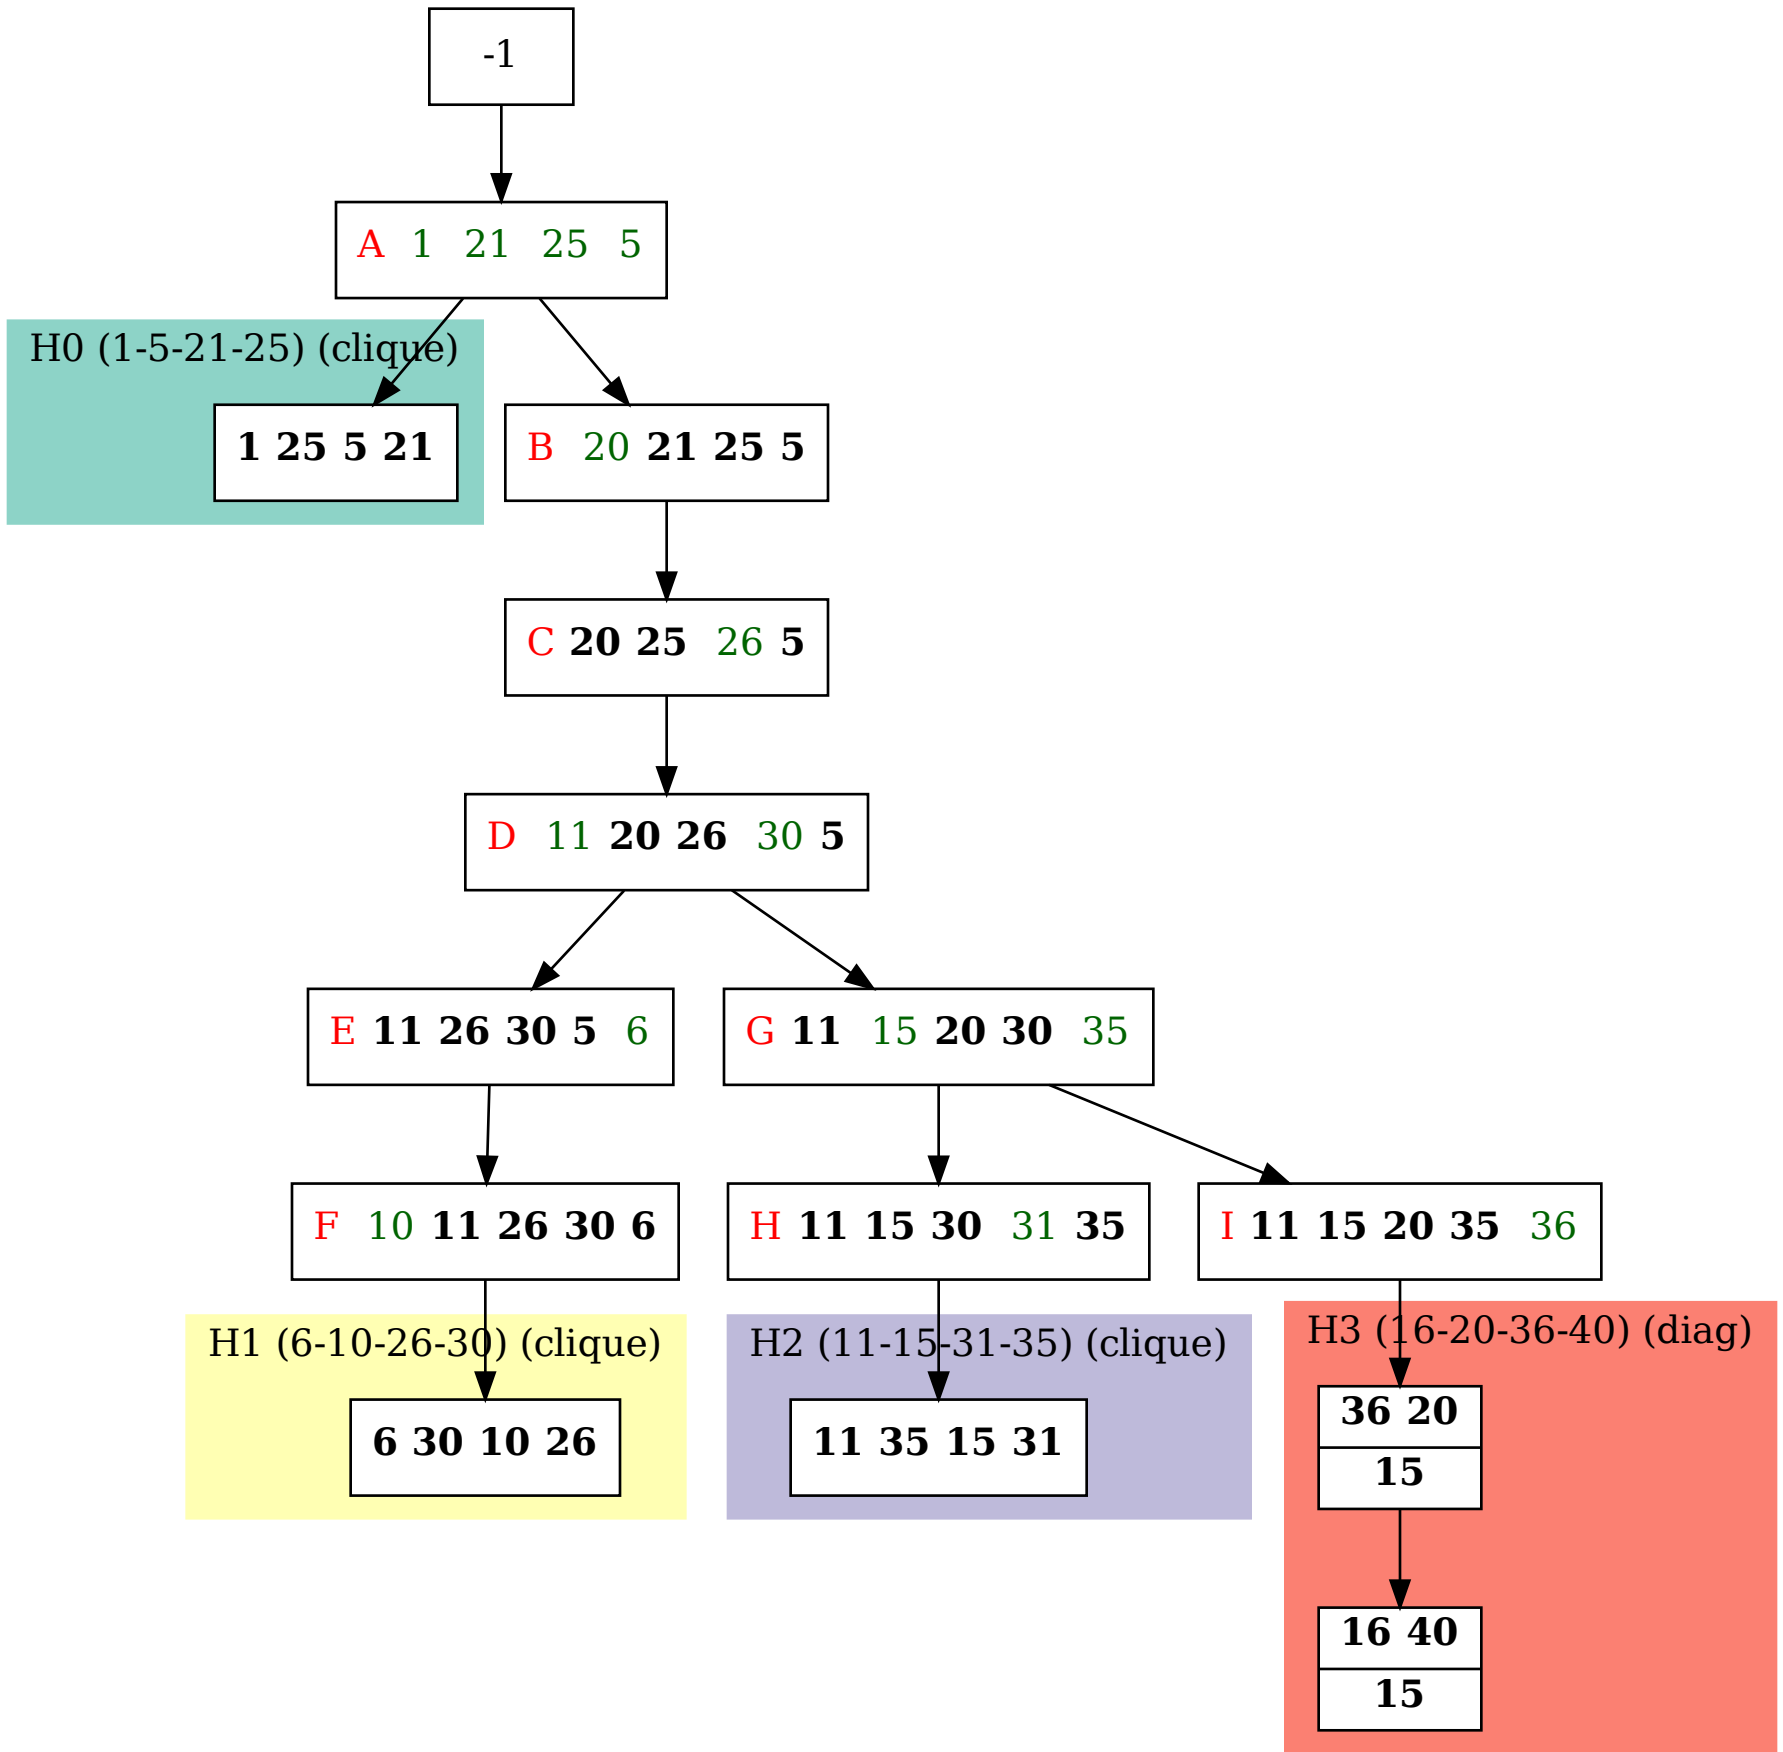 -1
A 1 21 25 5
H0 (1-5-21-25) (clique)
1 25 5 21
B 20 21 25 5
C 20 25 26 5
D 11 20 26 30 5
E 11 26 30 5 6
G 11 15 20 30 35
F 10 11 26 30 6
H 11 15 30 31 35
I 11 15 20 35 36
H1 (6-10-26-30) (clique)
6 30 10 26
H2 (11-15-31-35) (clique)
11 35 15 31
H3 (16-20-36-40) (diag)
36 20
15
16 40
15